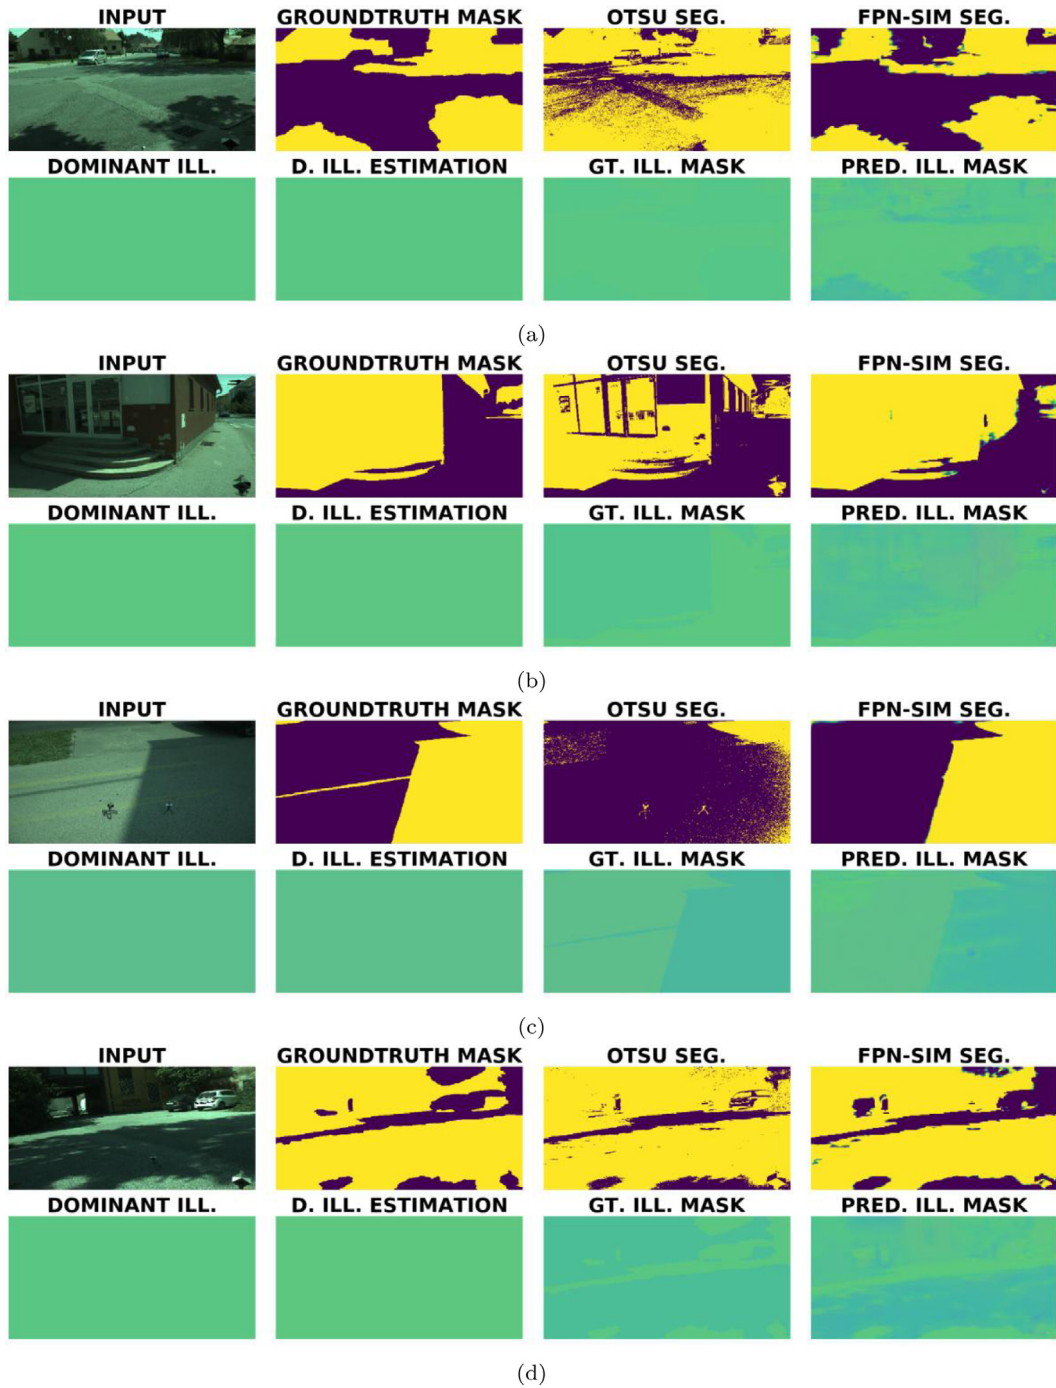 INPUT GROUNDTRUTH MASK OTSU SEG. FPN-SIM SEG.
DOMINANT ILL. D. ILL. ESTIMATION GT. ILL. MASK PRED. ILL. MASK
(a)
INPUT GROUNDTRUTH MASK OTSU SEG. FPN-SIM SEG.
DOMINANT ILL. D. ILL. ESTIMATION GT. ILL. MASK PRED. ILL. MASK
(b)
INPUT GROUNDTRUTH MASK OTSU SEG. FPN-SIM SEG.
DOMINANT ILL. D. ILL. ESTIMATION GT. ILL. MASK PRED. ILL. MASK
(c)
INPUT GROUNDTRUTH MASK OTSU SEG. FPN-SIM SEG.
DOMINANT ILL. D. ILL. ESTIMATION GT. ILL. MASK PRED. ILL. MASK
(d)